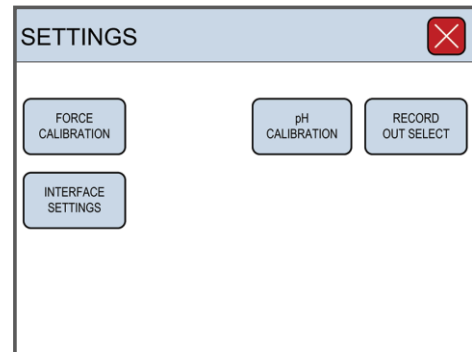 SETTINGS
FORCE
CALIBRATION
pH
CALIBRATION
RECORD
OUT SELECT
INTERFACE
SETTINGS